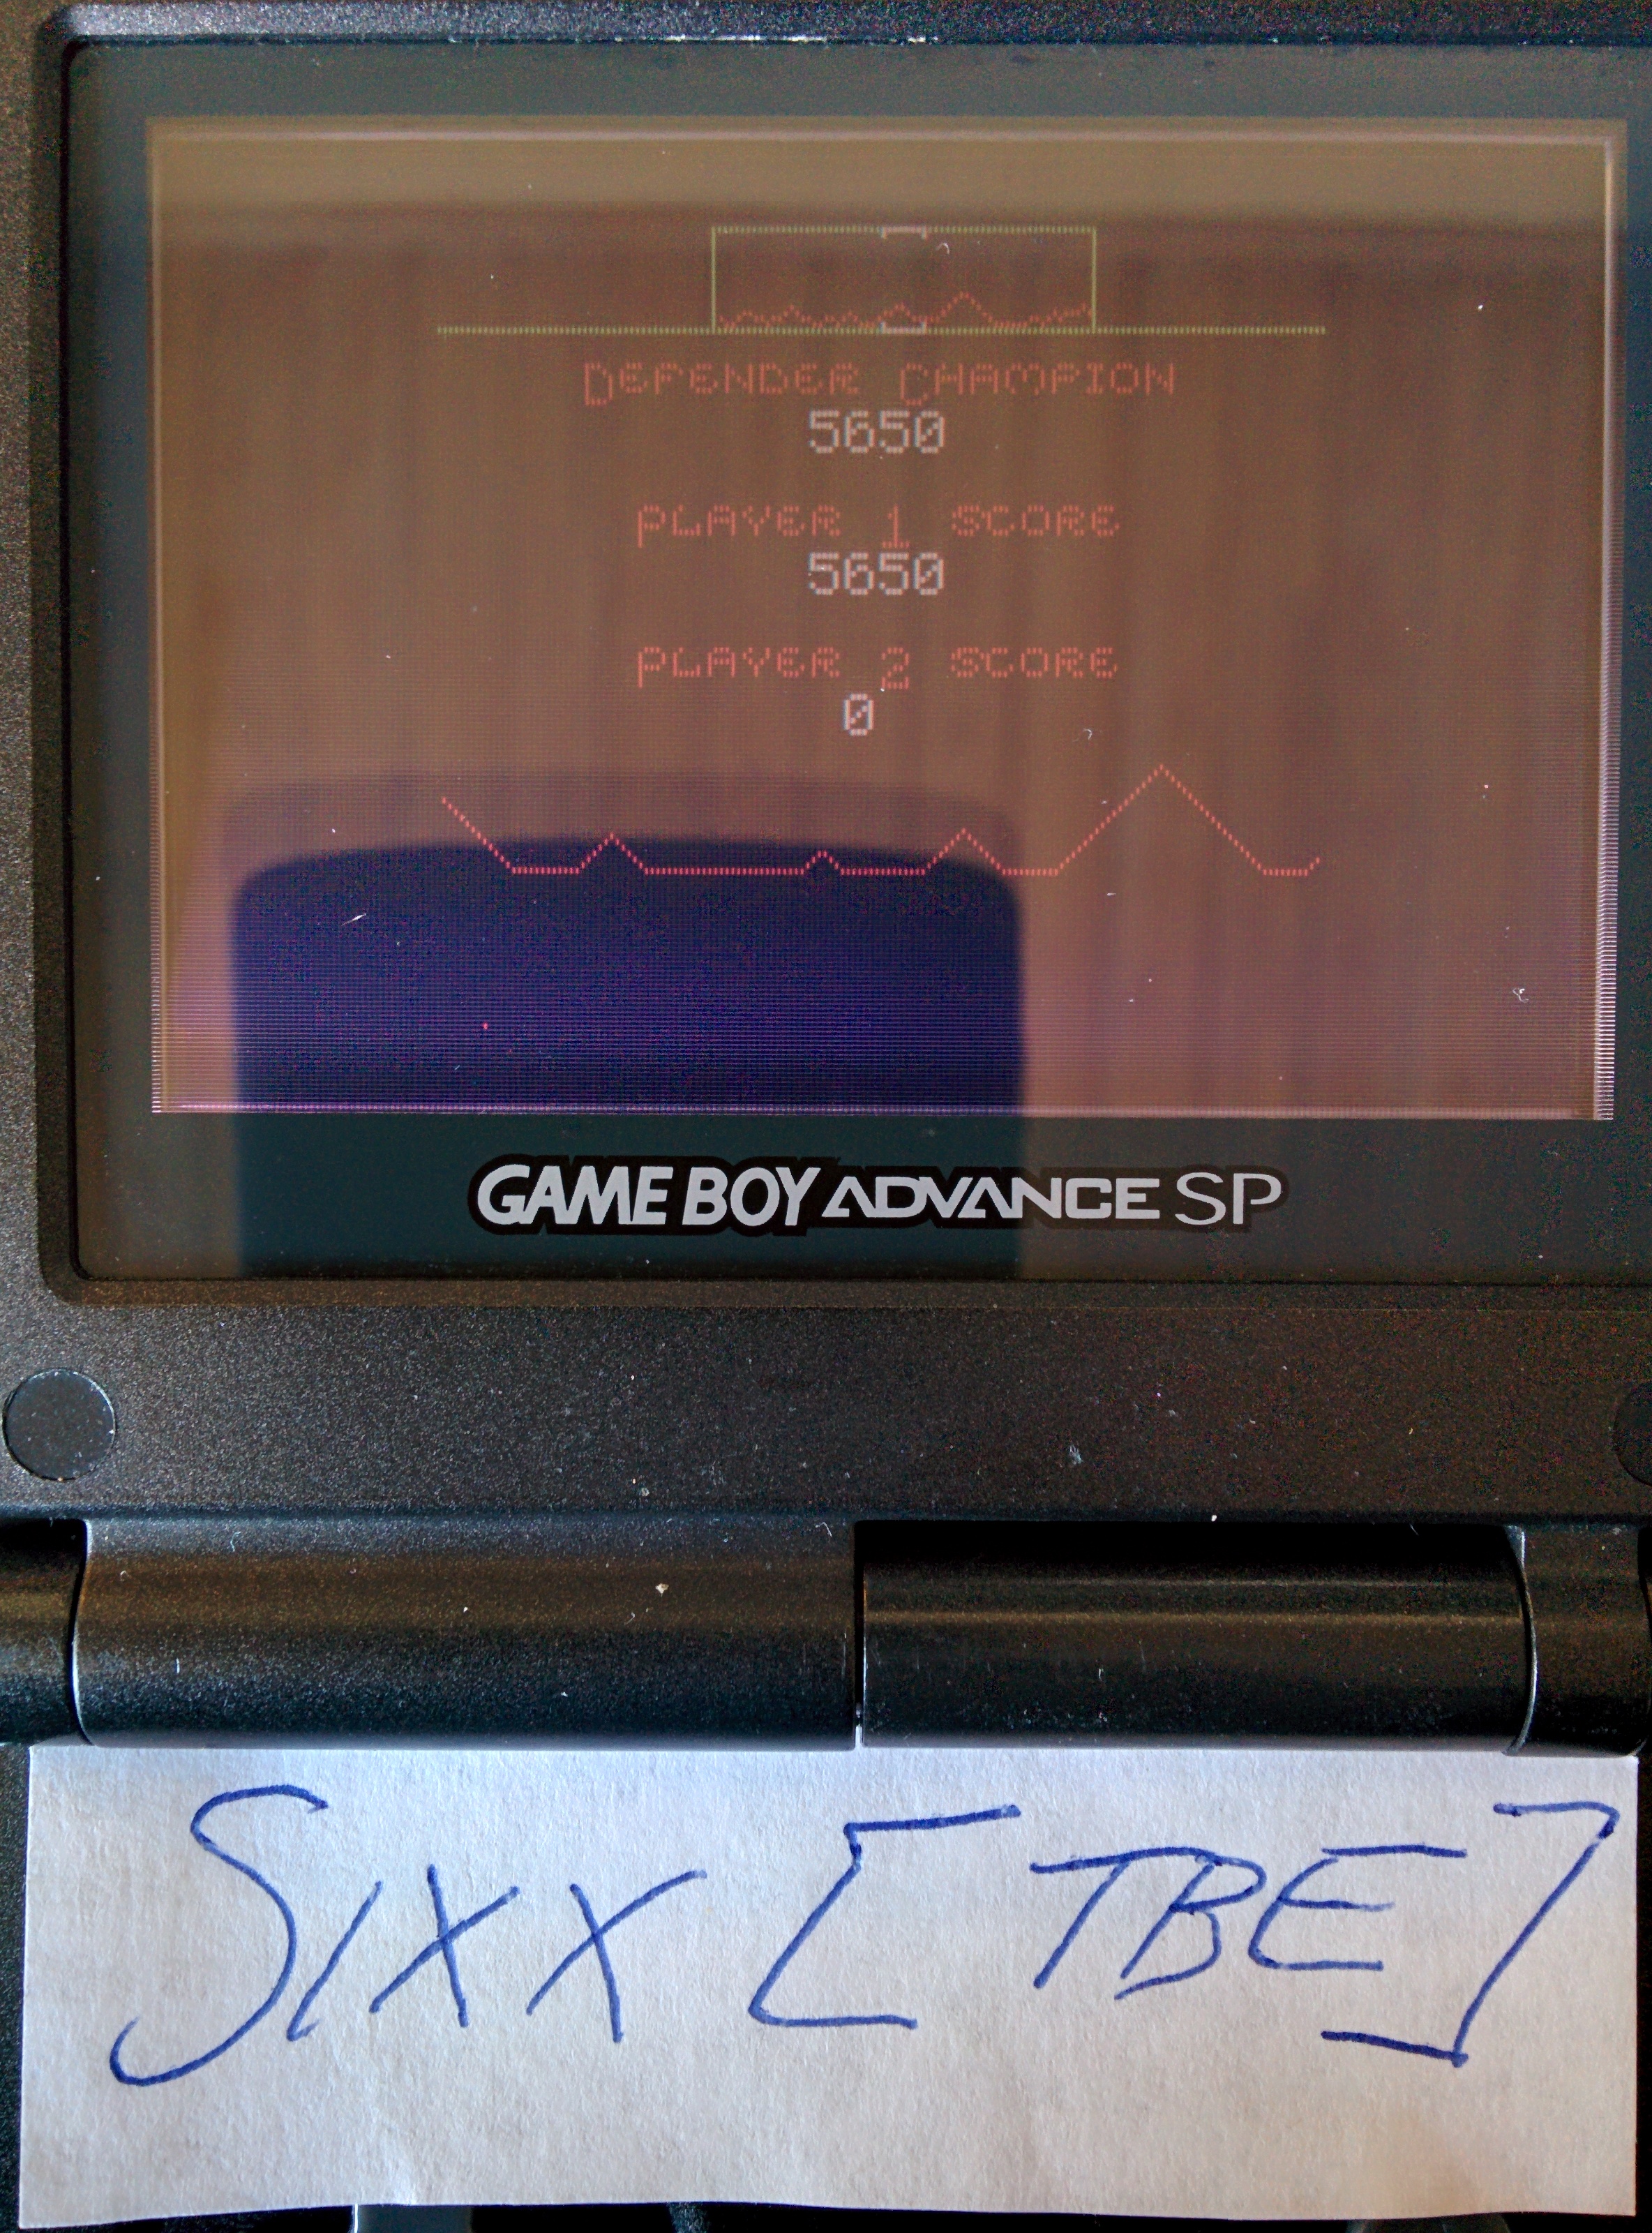 DEFENDER CHAMPION
5650
PLAYER 1 SCORE
5650
PLAYER 2 SCORE
0
GAME BOY ADVANCE SP
SIXX [TBE]